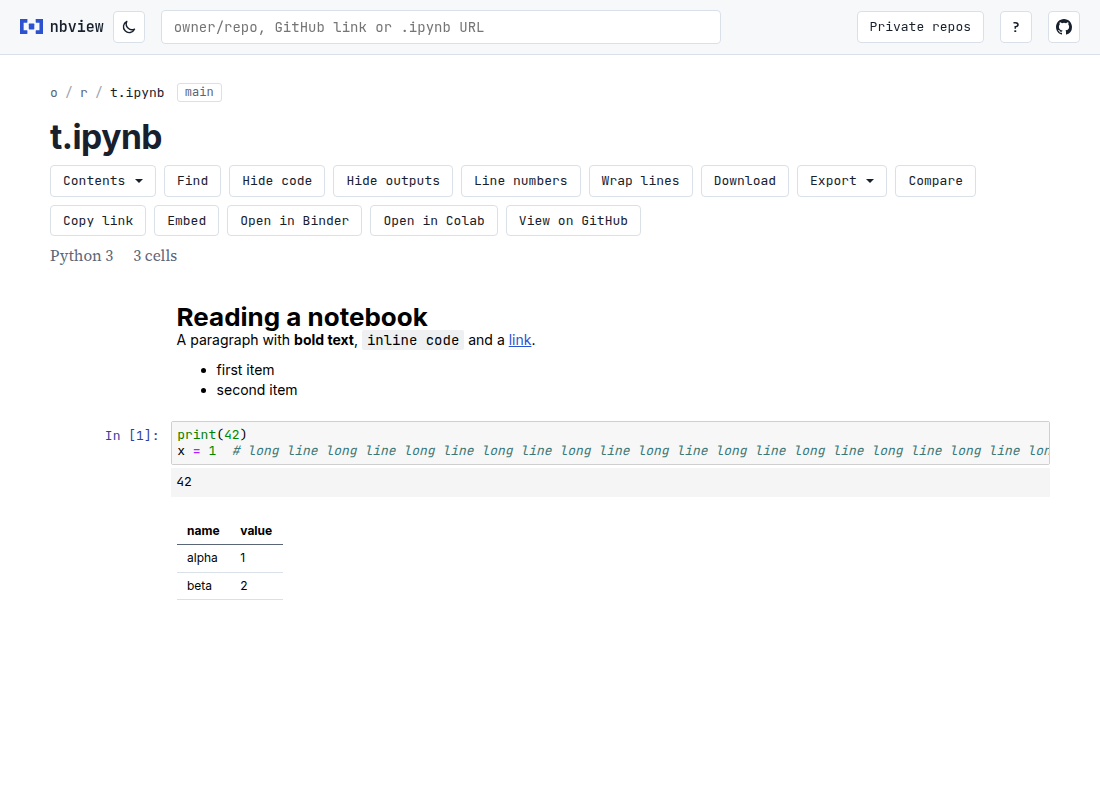 nbview
owner/repo, GitHub link or .ipynb URL
Private repos
?
o / r / t.ipynb main
t.ipynb
Contents Find Hide code Hide outputs Line numbers Wrap lines Download Export Compare
Copy link Embed Open in Binder Open in Colab View on GitHub
Python 3 3 cells
Reading a notebook
A paragraph with bold text, inline code and a link.
• first item
• second item
In [1]: print(42)
x = 1 # long line long line long line long line long line long line long line long line long line long line lon
42
name value
alpha 1
beta 2